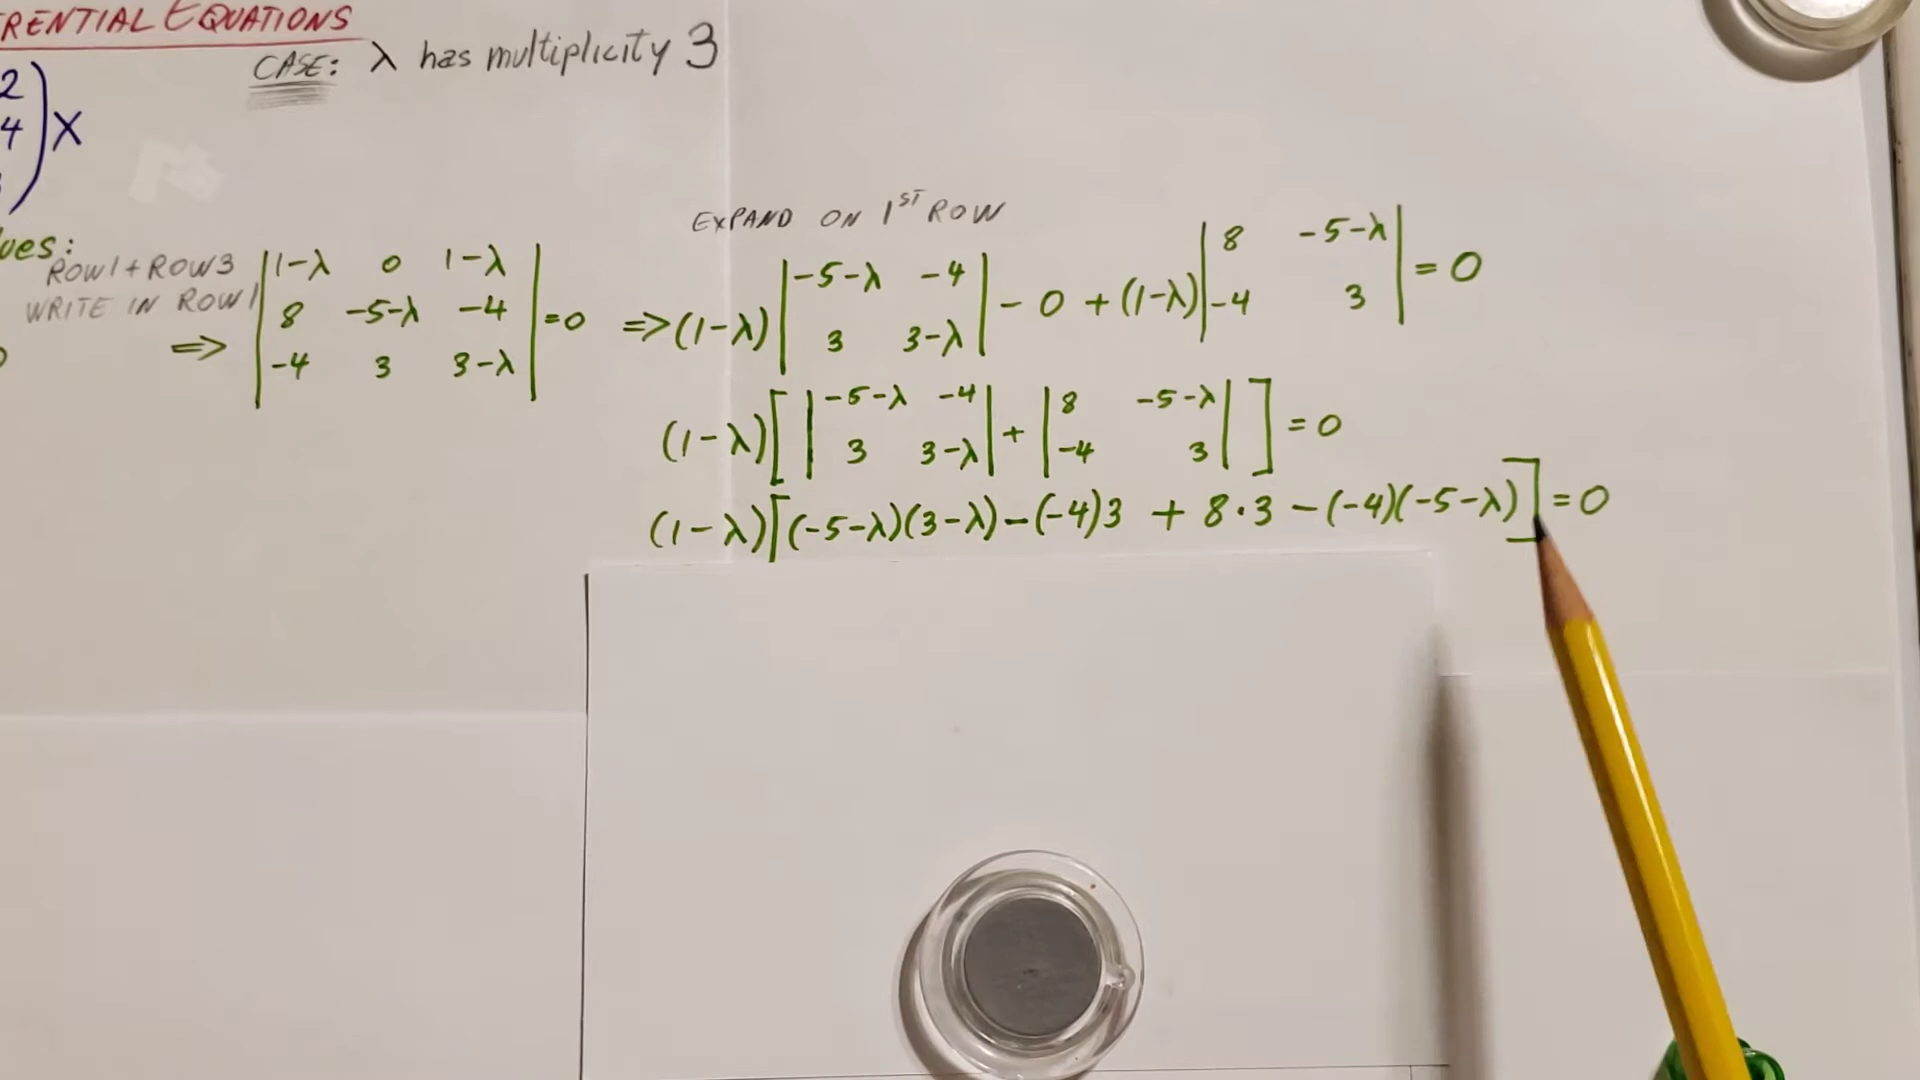 RENTIAL EQUATIONS
CASE: λ has multiplicity 3
2
4 ) X
EXPAND ON 1ST ROW
ues:
ROW1+ROW3
WRITE IN ROW1
⇒ |1-λ 0 1-λ|
|8 -5-λ -4| =0
|-4 3 3-λ|
⇒ (1-λ) |-5-λ -4| - 0 + (1-λ) |8 -5-λ| = 0
|3 3-λ| |-4 3|
(1-λ)[ |-5-λ -4| + |8 -5-λ| ] = 0
|3 3-λ| |-4 3|
(1-λ)[(-5-λ)(3-λ)-(-4)3 + 8·3 -(-4)(-5-λ)] = 0